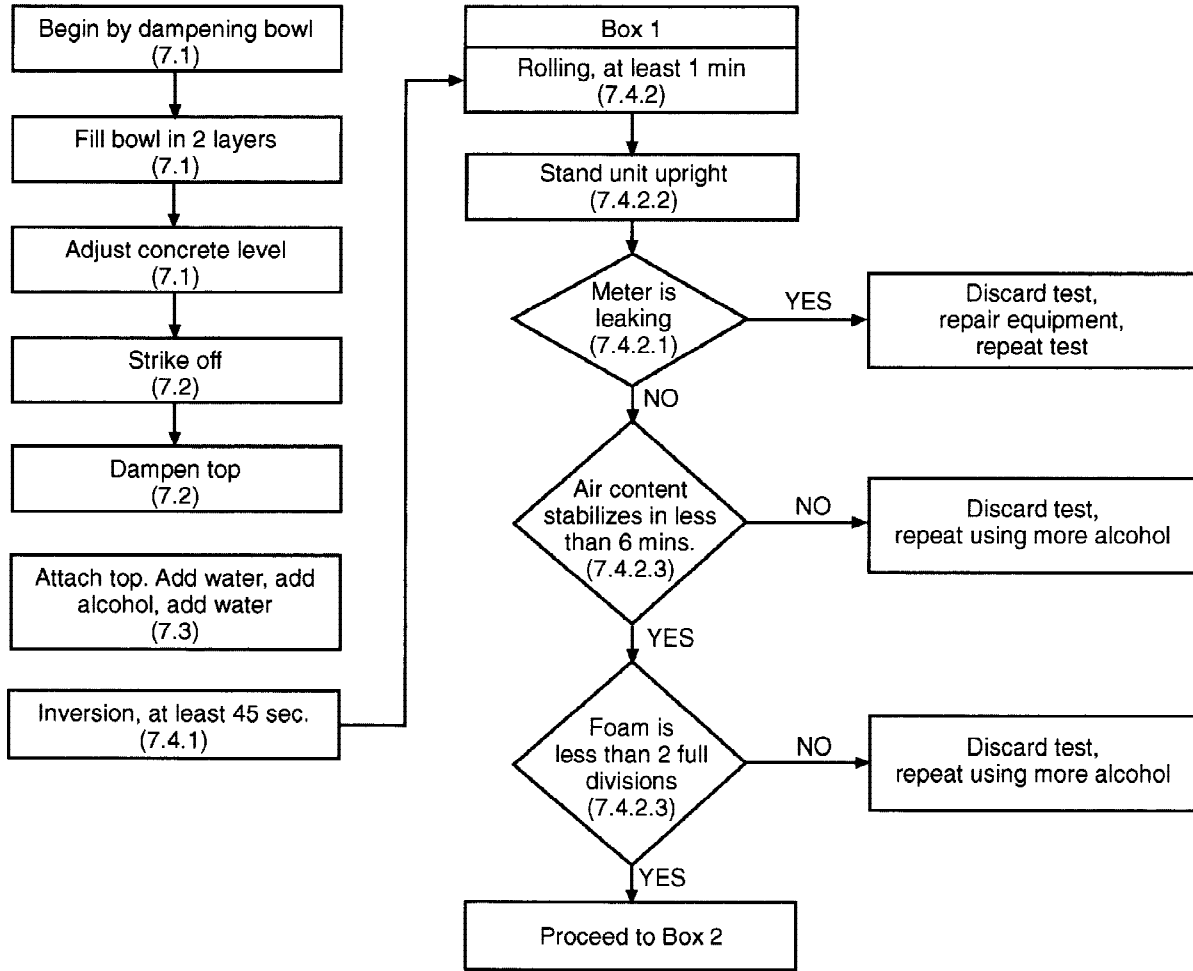 Begin by dampening bowl
(7.1)
Fill bowl in 2 layers
(7.1)
Adjust concrete level
(7.1)
Strike off
(7.2)
Dampen top
(7.2)
Attach top. Add water, add
alcohol, add water
(7.3)
Inversion, at least 45 sec.
(7.4.1)
Box 1
Rolling, at least 1 min
(7.4.2)
Stand unit upright
(7.4.2.2)
Meter is
leaking
(7.4.2.1)
YES
Discard test,
repair equipment,
repeat test
NO
Air content
stabilizes in less
than 6 mins.
(7.4.2.3)
NO
Discard test,
repeat using more alcohol
YES
Foam is
less than 2 full
divisions
(7.4.2.3)
NO
Discard test,
repeat using more alcohol
YES
Proceed to Box 2